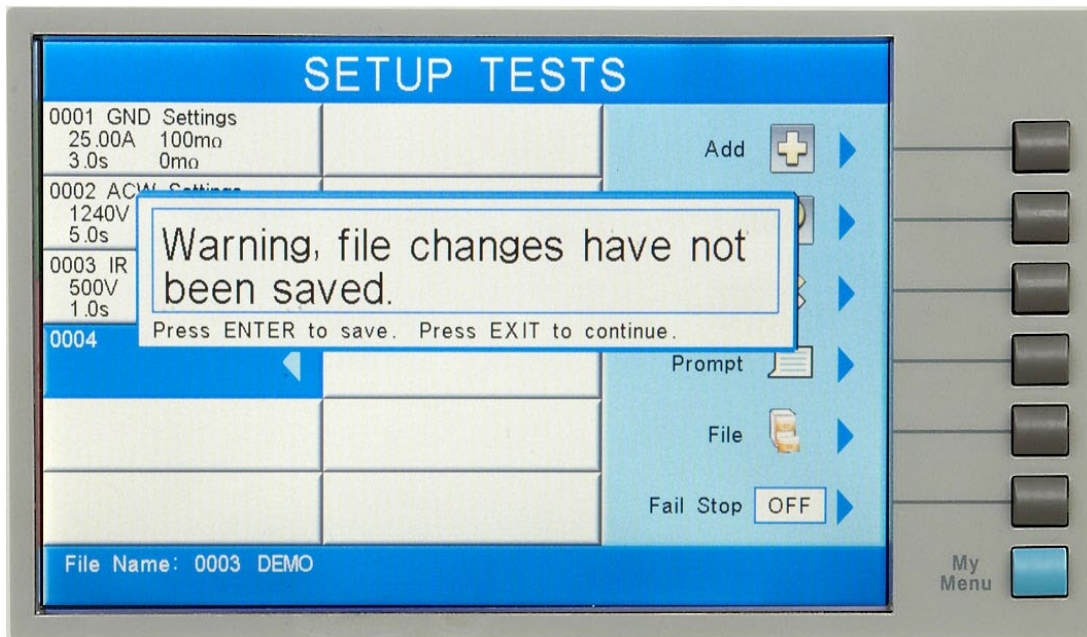 SETUP TESTS
0001 GND Settings
25.00A 100mΩ
3.0s 0mΩ
0002 ACW Settings
1240V
5.0s
0003 IR
500V
1.0s
0004
Warning, file changes have not
been saved.
Press ENTER to save. Press EXIT to continue.
Add
Prompt
File
Fail Stop OFF
File Name: 0003 DEMO
My
Menu